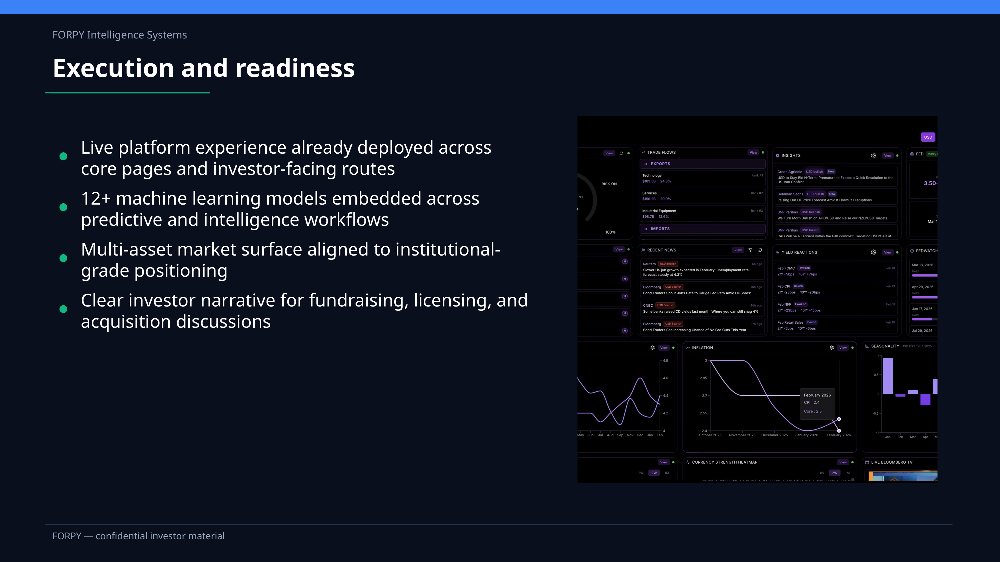 FORPY Intelligence Systems
Execution and readiness
Live platform experience already deployed across
core pages and investor-facing routes
12+ machine learning models embedded across
predictive and intelligence workflows
Multi-asset market surface aligned to institutional-
grade positioning
Clear investor narrative for fundraising, licensing, and
acquisition discussions
USD
View
RISK ON
100%
TRADE FLOWS View
EXPORTS
Technology Rank #1
$189.5B 24.3%
Services Rank #2
$156.2B 20.0%
Industrial Equipment Rank #3
$98.7B 12.6%
IMPORTS
INSIGHTS View
Credit Agricole USD bullish New
USD to Stay Bid N-Term; Premature to Expect a Quick Resolution to the
US-Iran Conflict
Goldman Sachs USD bullish New
Raising Our Oil Price Forecast Amidst Hormuz Disruptions
BNP Paribas USD bearish
We Turn Morn Bullish on AUD/USD and Raise our NZD/USD Targets
BNP Paribas USD bullish
CAD Will be a Laggard within the G10 complex; Targeting USD/CAD at
FED Mildly
3.50-
Mar 1
View
H
H
H
H
H
RECENT NEWS View
Reuters USD Bearish 6h ago
Slower US job growth expected in February; unemployment rate
forecast steady at 4.3%
Bloomberg USD Bearish 10h ago
Bond Traders Scour Jobs Data to Gauge Fed Path Amid Oil Shock
CNBC USD Bearish 14h ago
Some banks raised CD yields last month. Where you can still snag 4%
Bloomberg USD Bearish 17h ago
Bond Traders See Increasing Chance of No Fed Cuts This Year
YIELD REACTIONS View
Feb FOMC Hawkish Feb 18
2Y: +5bps 10Y: +7bps
Feb CPI Dovish Feb 13
2Y: -23bps 10Y: -20bps
Feb NFP Hawkish Feb 11
2Y: +23bps 10Y: +15bps
Feb Retail Sales Dovish Feb 10
2Y: -5bps 10Y: -6bps
FEDWATCH
Mar 18, 2026
Hold
Apr 29, 2026
Hold
Jun 17, 2026
Hold
Jul 29, 2026
View
4.8
4.6
4.4
4.2
4
May Jun Jul Aug Sep Nov Dec Jan Feb
INFLATION View
3
2.85
2.7
2.55
2.4
February 2026
CPI : 2.4
Core : 2.5
October 2025 November 2025 December 2025 January 2026 February 2026
SEASONALITY USD DXY 1967-2025
1
0.5
0
-0.5
-1
Jan Feb Mar Apr M
View
1W 2W 1M
CURRENCY STRENGTH HEATMAP View
1W 2W 1M
LIVE BLOOMBERG TV
FORPY — confidential investor material